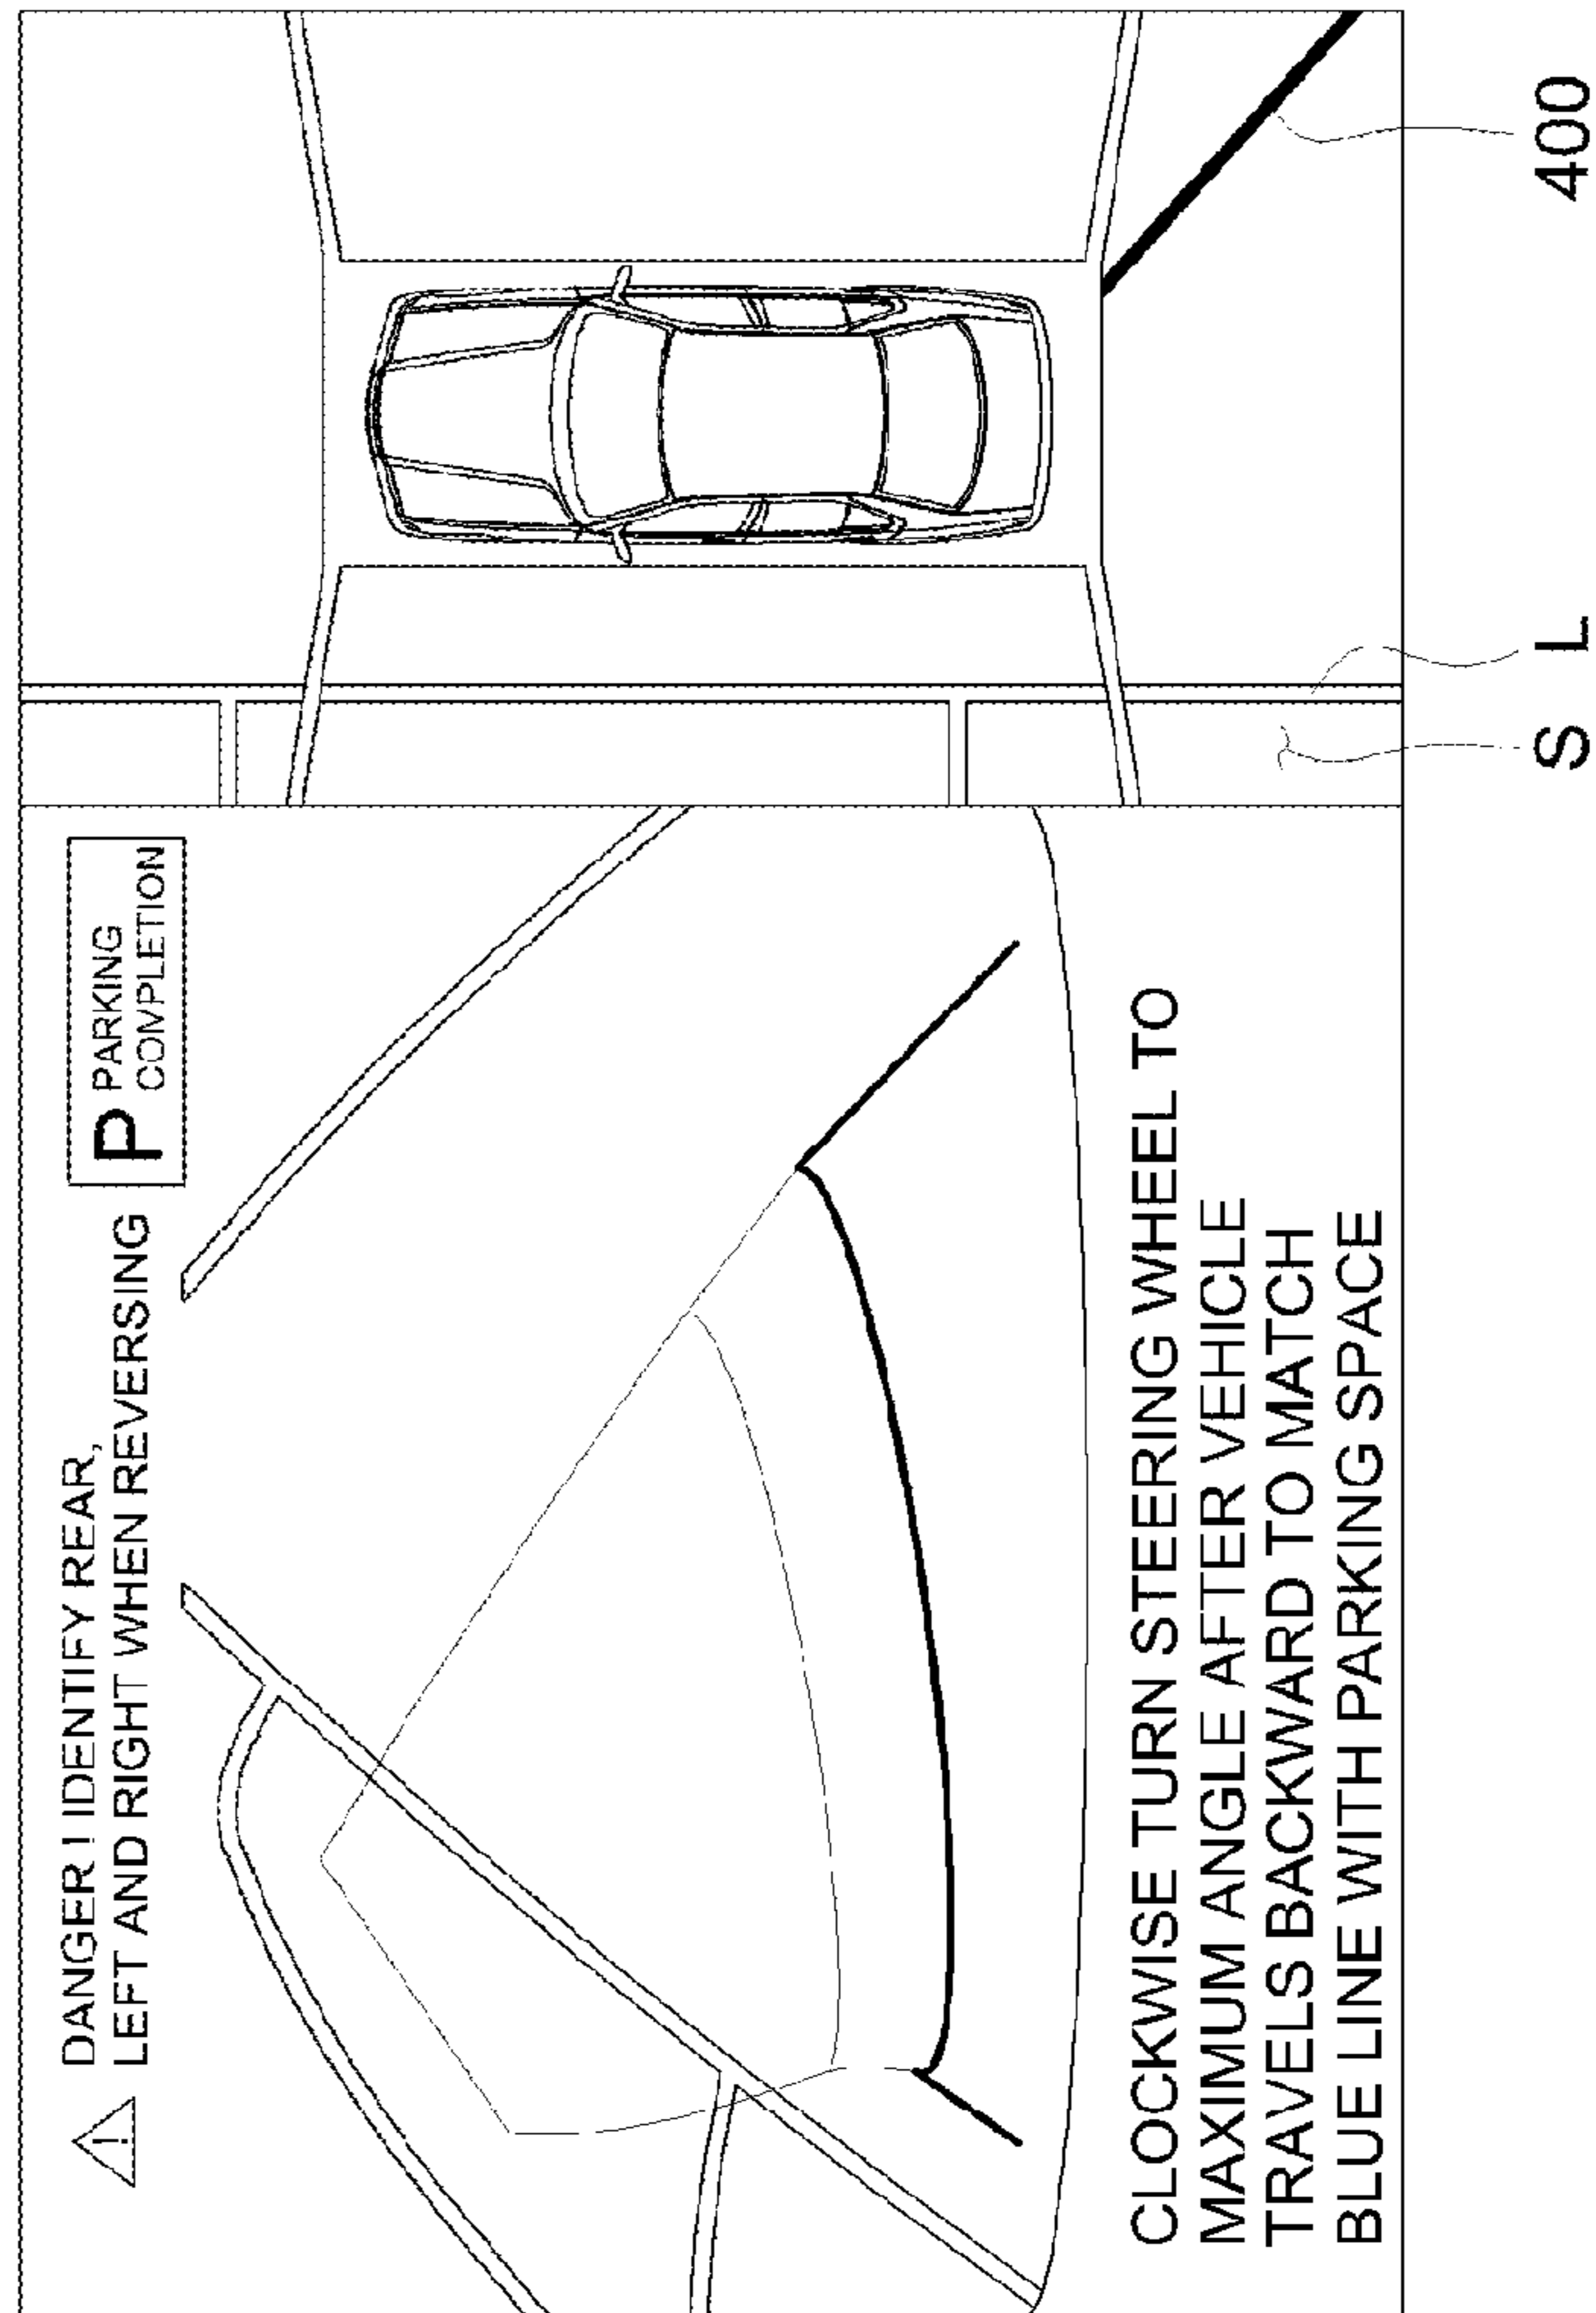 DANGER ! IDENTIFY REAR,
LEFT AND RIGHT WHEN REVERSING
P PARKING
COMPLETION
CLOCKWISE TURN STEERING WHEEL TO
MAXIMUM ANGLE AFTER VEHICLE
TRAVELS BACKWARD TO MATCH
BLUE LINE WITH PARKING SPACE
S
L
400